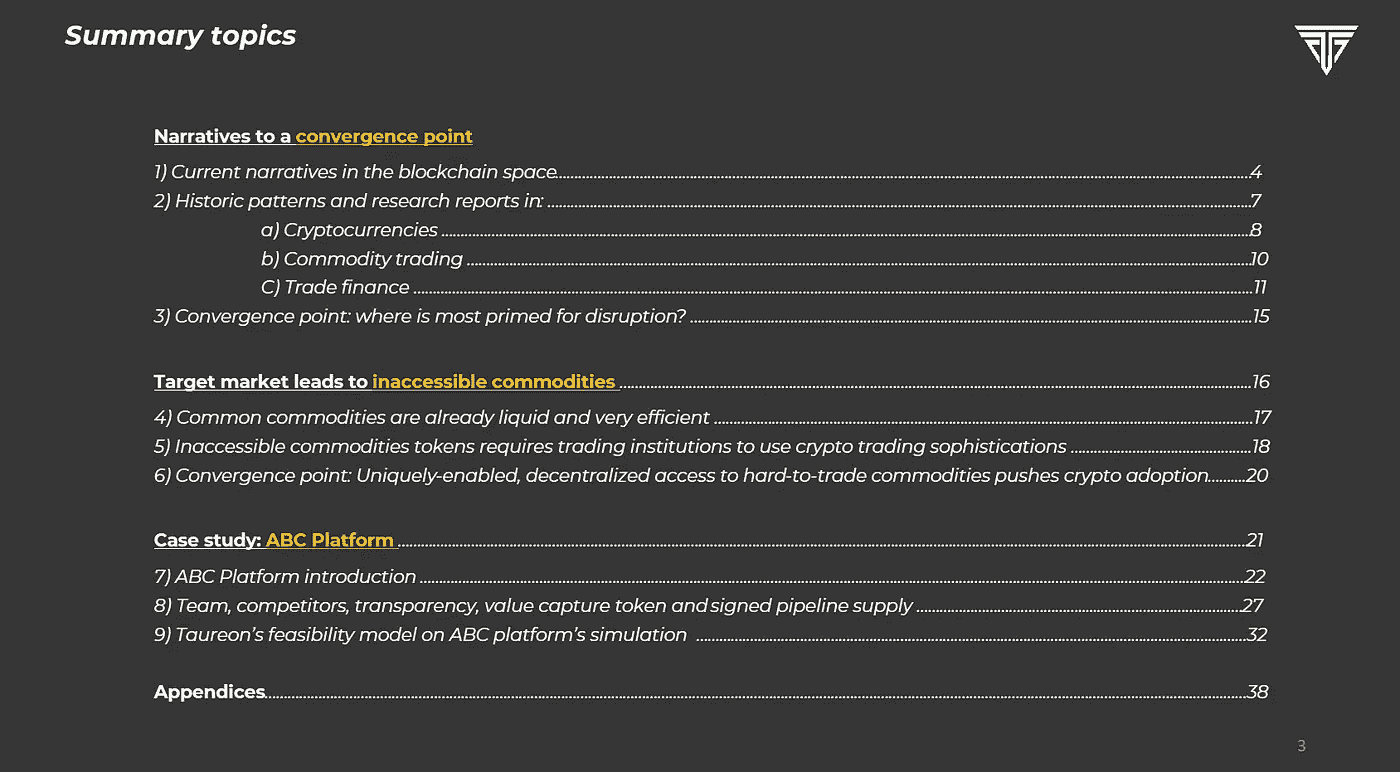 Summary topics
Narratives to a convergence point
1) Current narratives in the blockchain space..........4
2) Historic patterns and research reports in: ..........7
a) Cryptocurrencies ..........8
b) Commodity trading ..........10
C) Trade finance ..........11
3) Convergence point: where is most primed for disruption? ..........15
Target market leads to inaccessible commodities ..........16
4) Common commodities are already liquid and very efficient ..........17
5) Inaccessible commodities tokens requires trading institutions to use crypto trading sophistications ..........18
6) Convergence point: Uniquely-enabled, decentralized access to hard-to-trade commodities pushes crypto adoption..........20
Case study: ABC Platform ..........21
7) ABC Platform introduction ..........22
8) Team, competitors, transparency, value capture token and signed pipeline supply ..........27
9) Taureon’s feasibility model on ABC platform’s simulation ..........32
Appendices..........38
3